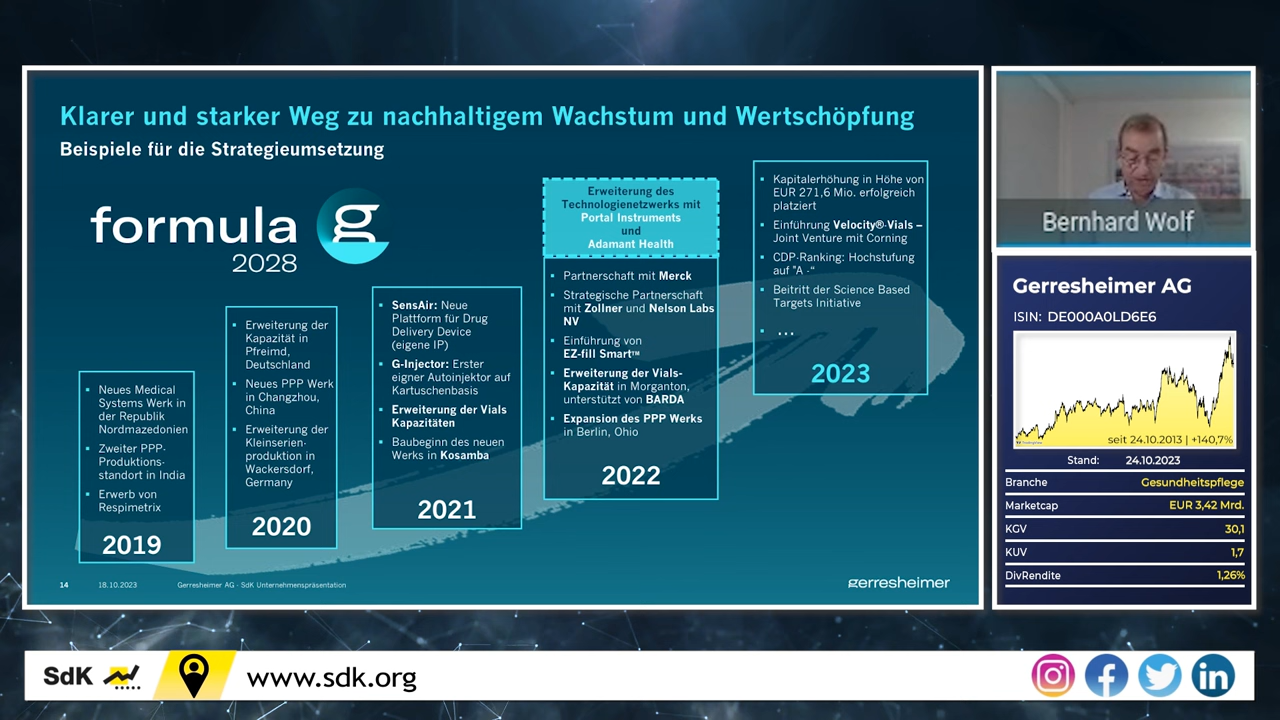 Klarer und starker Weg zu nachhaltigem Wachstum und Wertschöpfung
Beispiele für die Strategieumsetzung
formula g
2028
Neues Medical
Systems Werk in
der Republik
Nordmazedonien
Zweiter PPP-
Produktions-
standort in India
Erwerb von
Respimetrix
2019
Erweiterung der
Kapazität in
Pfreimd,
Deutschland
Neues PPP Werk
in Changzhou,
China
Erweiterung der
Kleinserien-
produktion in
Wackersdorf,
Germany
2020
SensAir: Neue
Plattform für Drug
Delivery Device
(eigene IP)
G-Injector: Erster
eigner Autoinjektor auf
Kartuschenbasis
Erweiterung der Vials
Kapazitäten
Baubeginn des neuen
Werks in Kosamba
2021
Erweiterung des
Technologienetzwerks mit
Portal Instruments
und
Adamant Health
Partnerschaft mit Merck
Strategische Partnerschaft
mit Zollner und Nelson Labs
NV
Einführung von
EZ-fill Smart™
Erweiterung der Vials-
Kapazität in Morganton,
unterstützt von BARDA
Expansion des PPP Werks
in Berlin, Ohio
2022
Kapitalerhöhung in Höhe von
EUR 271,6 Mio. erfolgreich
platziert
Einführung Velocity®-Vials –
Joint Venture mit Corning
CDP-Ranking: Hochstufung
auf "A -“
Beitritt der Science Based
Targets Initiative
...
2023
14 18.10.2023 Gerresheimer AG - SdK Unternehmenspräsentation
gerresheimer
Bernhard Wolf
Gerresheimer AG
ISIN: DE000A0LD6E6
seit 24.10.2013 | +140,7%
Stand: 24.10.2023
Branche Gesundheitspflege
Marketcap EUR 3,42 Mrd.
KGV 30,1
KUV 1,7
DivRendite 1,26%
SdK
www.sdk.org